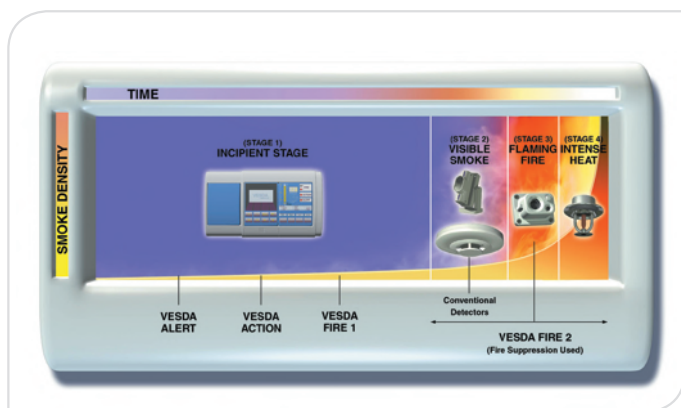 TIME
SMOKE DENSITY
(STAGE 1)
INCIPIENT STAGE
(STAGE 2)
VISIBLE
SMOKE
(STAGE 3)
FLAMING
FIRE
(STAGE 4)
INTENSE
HEAT
VESDA
ALERT
VESDA
ACTION
VESDA
FIRE 1
Conventional
Detectors
VESDA FIRE 2
(Fire Suppression Used)